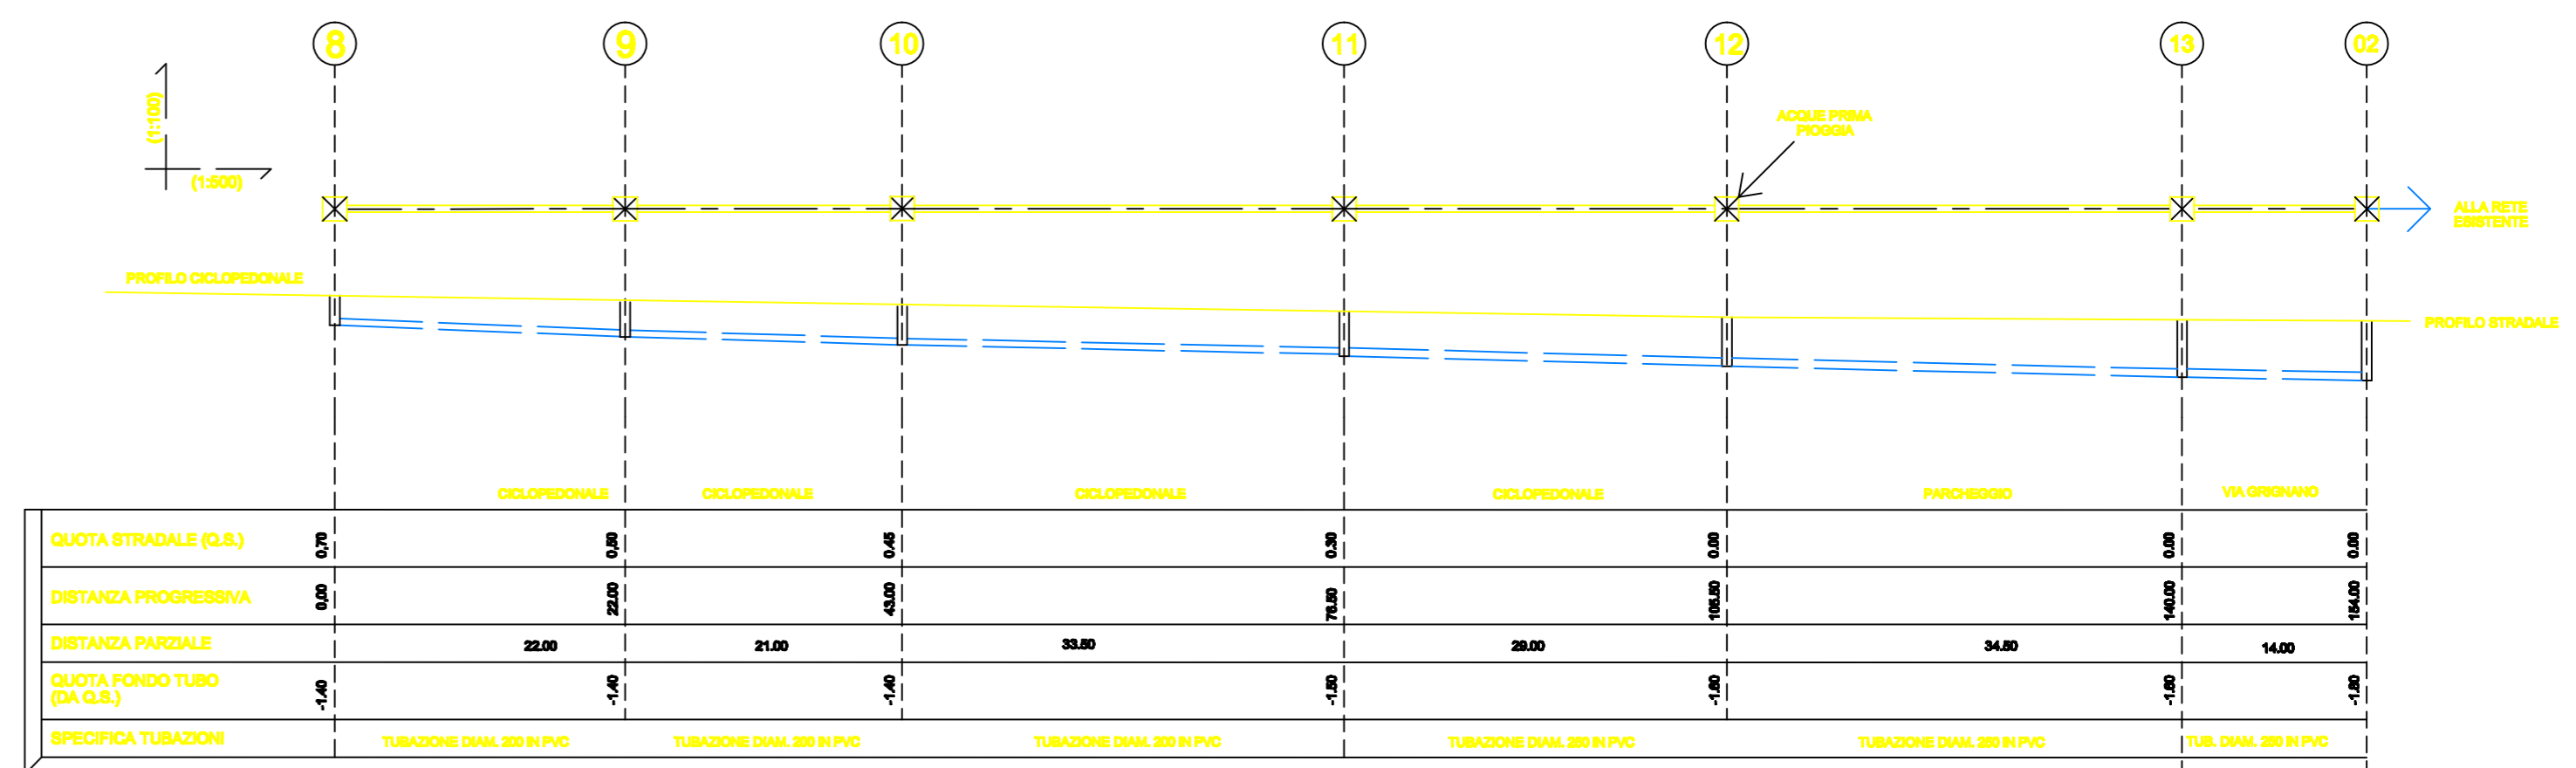 8 9 10 11 12 13 02
(1:100)
ACQUE PRIMA
PIOGGIA
(1:500)
ALLA RETE
ESISTENTE
PROFILO CICLOPEDONALE
PROFILO STRADALE
CICLOPEDONALE CICLOPEDONALE CICLOPEDONALE CICLOPEDONALE PARCHEGGIO VIA GRIGNANO
QUOTA STRADALE (Q.S.) 0,70 0,50 0.45 0.30 0.00 0.00 0.00
DISTANZA PROGRESSIVA 0,00 22.00 43.00 76.50 105.50 140.00 154.00
DISTANZA PARZIALE 22.00 21.00 33.50 29.00 34.50 14.00
QUOTA FONDO TUBO
(DA Q.S.) -1.40 -1.40 -1.40 -1.50
SPECIFICA TUBAZIONI TUBAZIONE DIAM. 200 IN PVC TUBAZIONE DIAM. 200 IN PVC TUBAZIONE DIAM. 200 IN PVC TUBAZIONE DIAM. 250 IN PVC TUBAZIONE DIAM. 250 IN PVC TUB. DIAM. 250 IN PVC